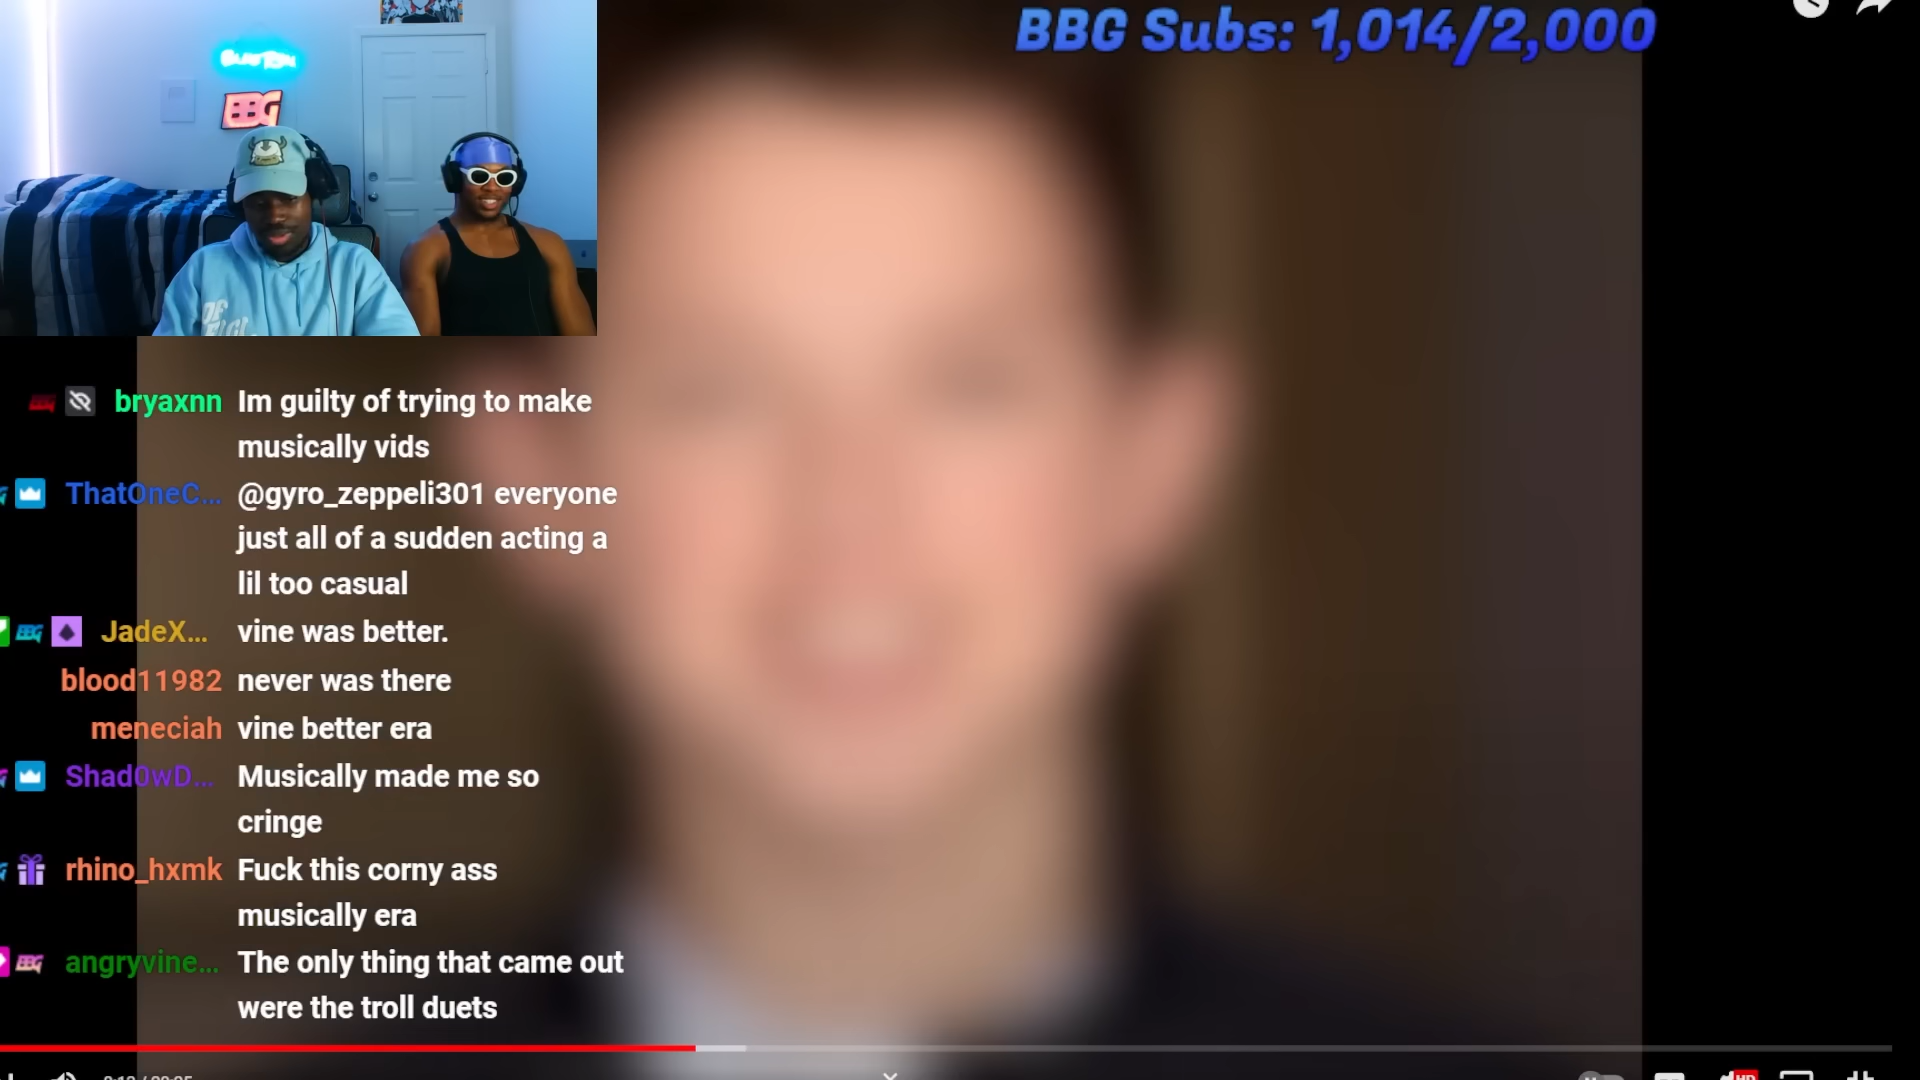 BBG Subs: 1,014/2,000
BBG
bryaxnn Im guilty of trying to make
musically vids
ThatOneC... @gyro_zeppeli301 everyone
just all of a sudden acting a
lil too casual
JadeX... vine was better.
blood11982 never was there
meneciah vine better era
Shad0wD... Musically made me so
cringe
rhino_hxmk Fuck this corny ass
musically era
angryvine... The only thing that came out
were the troll duets
HD